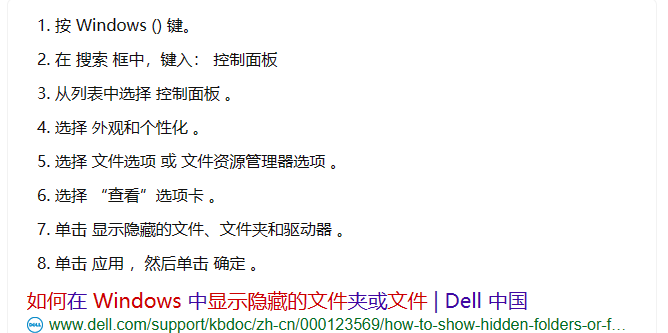 1. 按 Windows () 键。
2. 在 搜索 框中，键入： 控制面板
3. 从列表中选择 控制面板 。
4. 选择 外观和个性化 。
5. 选择 文件选项 或 文件资源管理器选项 。
6. 选择 “查看”选项卡 。
7. 单击 显示隐藏的文件、文件夹和驱动器 。
8. 单击 应用 ，然后单击 确定 。
如何在 Windows 中显示隐藏的文件夹或文件 | Dell 中国
DELL www.dell.com/support/kbdoc/zh-cn/000123569/how-to-show-hidden-folders-or-f...